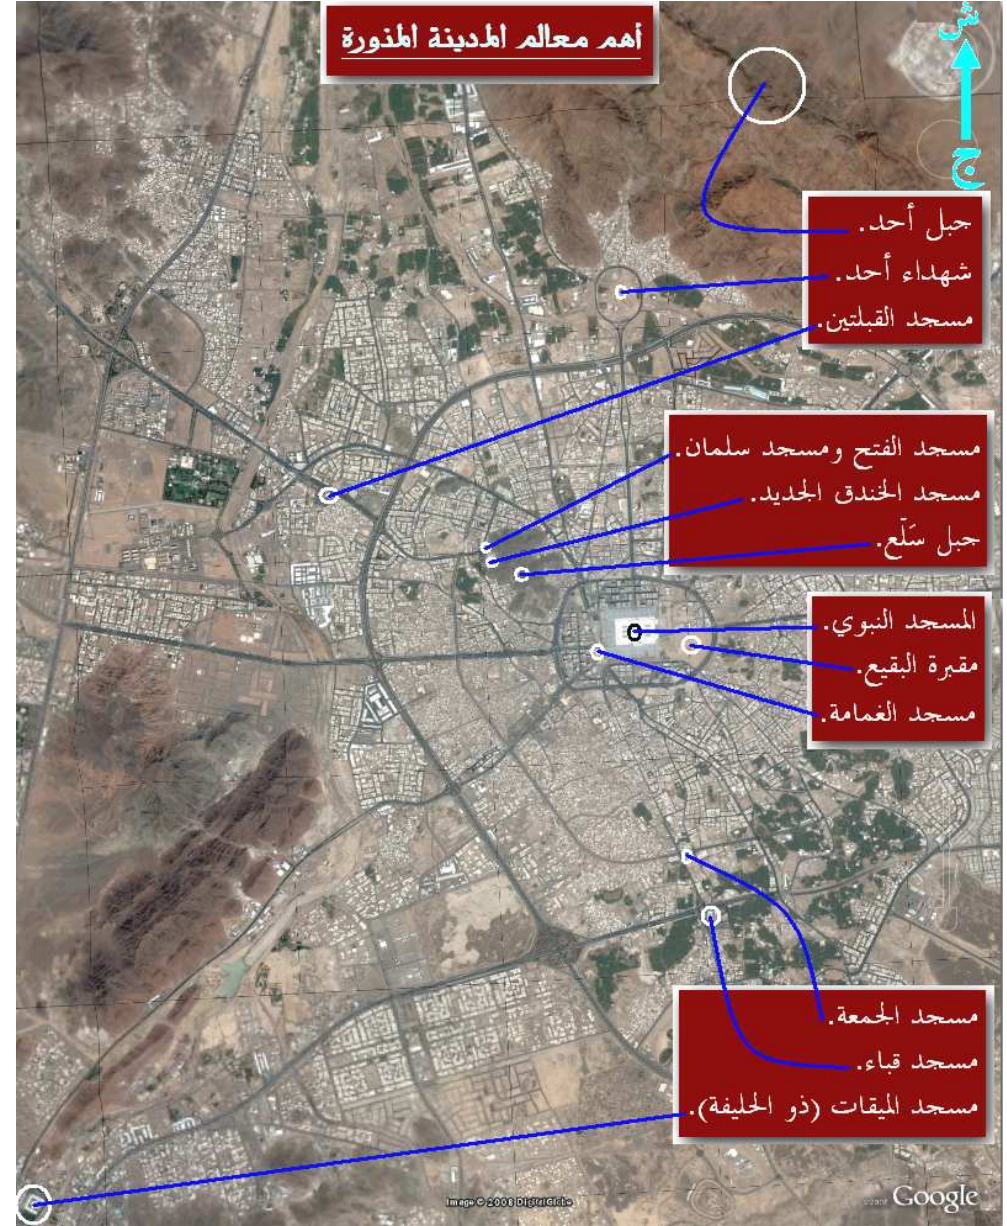 أهم معالم المدينة المنورة
ش
ج
جبل أحد.
شهداء أحد.
مسجد القبلتين.
مسجد الفتح ومسجد سلمان.
مسجد الخندق الجديد.
جبل سَلْع.
المسجد النبوي.
مقبرة البقيع.
مسجد الغمامة.
مسجد الجمعة.
مسجد قباء.
مسجد الميقات (ذو الحليفة).
Image © 2008 DigitalGlobe
Google